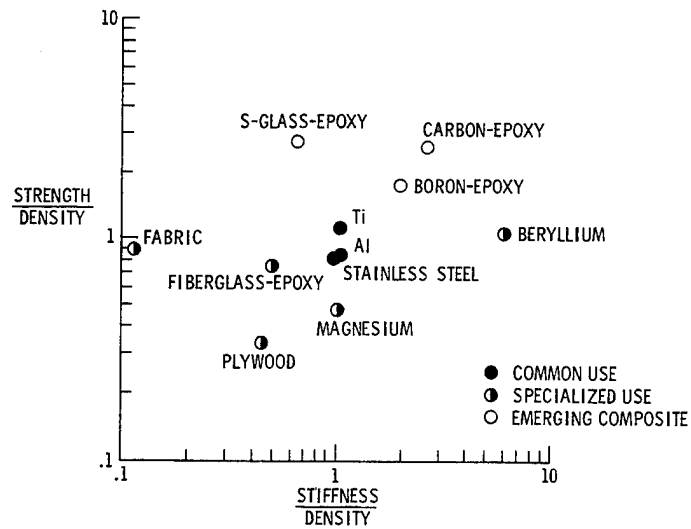 10
S-GLASS-EPOXY
CARBON-EPOXY
BORON-EPOXY
STRENGTH
DENSITY
Ti
1
FABRIC
Al
BERYLLIUM
FIBERGLASS-EPOXY
STAINLESS STEEL
MAGNESIUM
PLYWOOD
COMMON USE
SPECIALIZED USE
EMERGING COMPOSITE
.1
.1
1
10
STIFFNESS
DENSITY